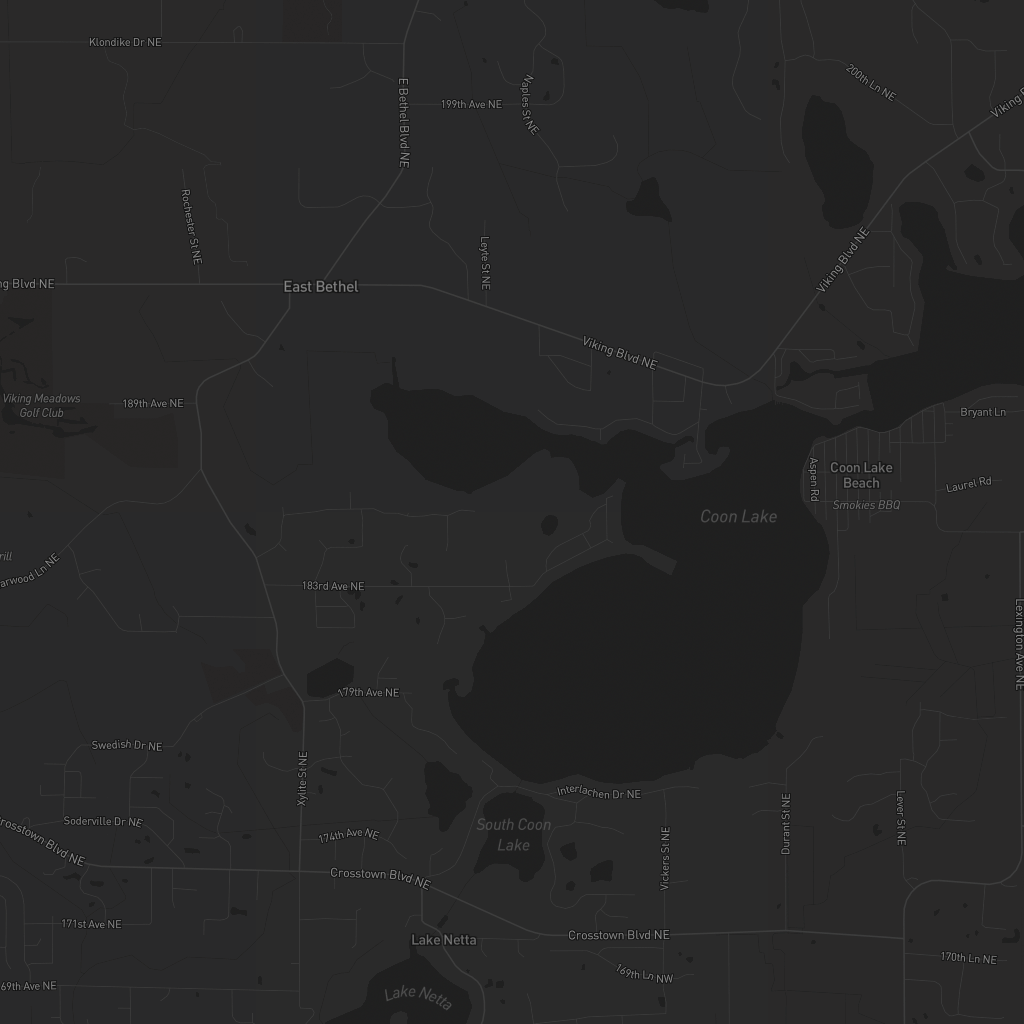 Klondike Dr NE
200th Ln NE
E Bethel Blvd NE
199th Ave NE
Naples St NE
Rochester St NE
Leyte St NE
Viking Blvd NE
ng Blvd NE
East Bethel
Viking Blvd NE
Viking Meadows
Golf Club
189th Ave NE
Bryant Ln
Coon Lake
Beach
Aspen Rd
Laurel Rd
Smokies BBQ
Coon Lake
rill
arwood Ln NE
183rd Ave NE
Lexington Ave NE
179th Ave NE
Swedish Dr NE
Xylite St NE
Interlachen Dr NE
Soderville Dr NE
rosstown Blvd NE
174th Ave NE
South Coon
Lake
Vickers St NE
Durant St NE
Lever St NE
Crosstown Blvd NE
171st Ave NE
Lake Netta
Crosstown Blvd NE
170th Ln NE
169th Ln NW
69th Ave NE
Lake Netta